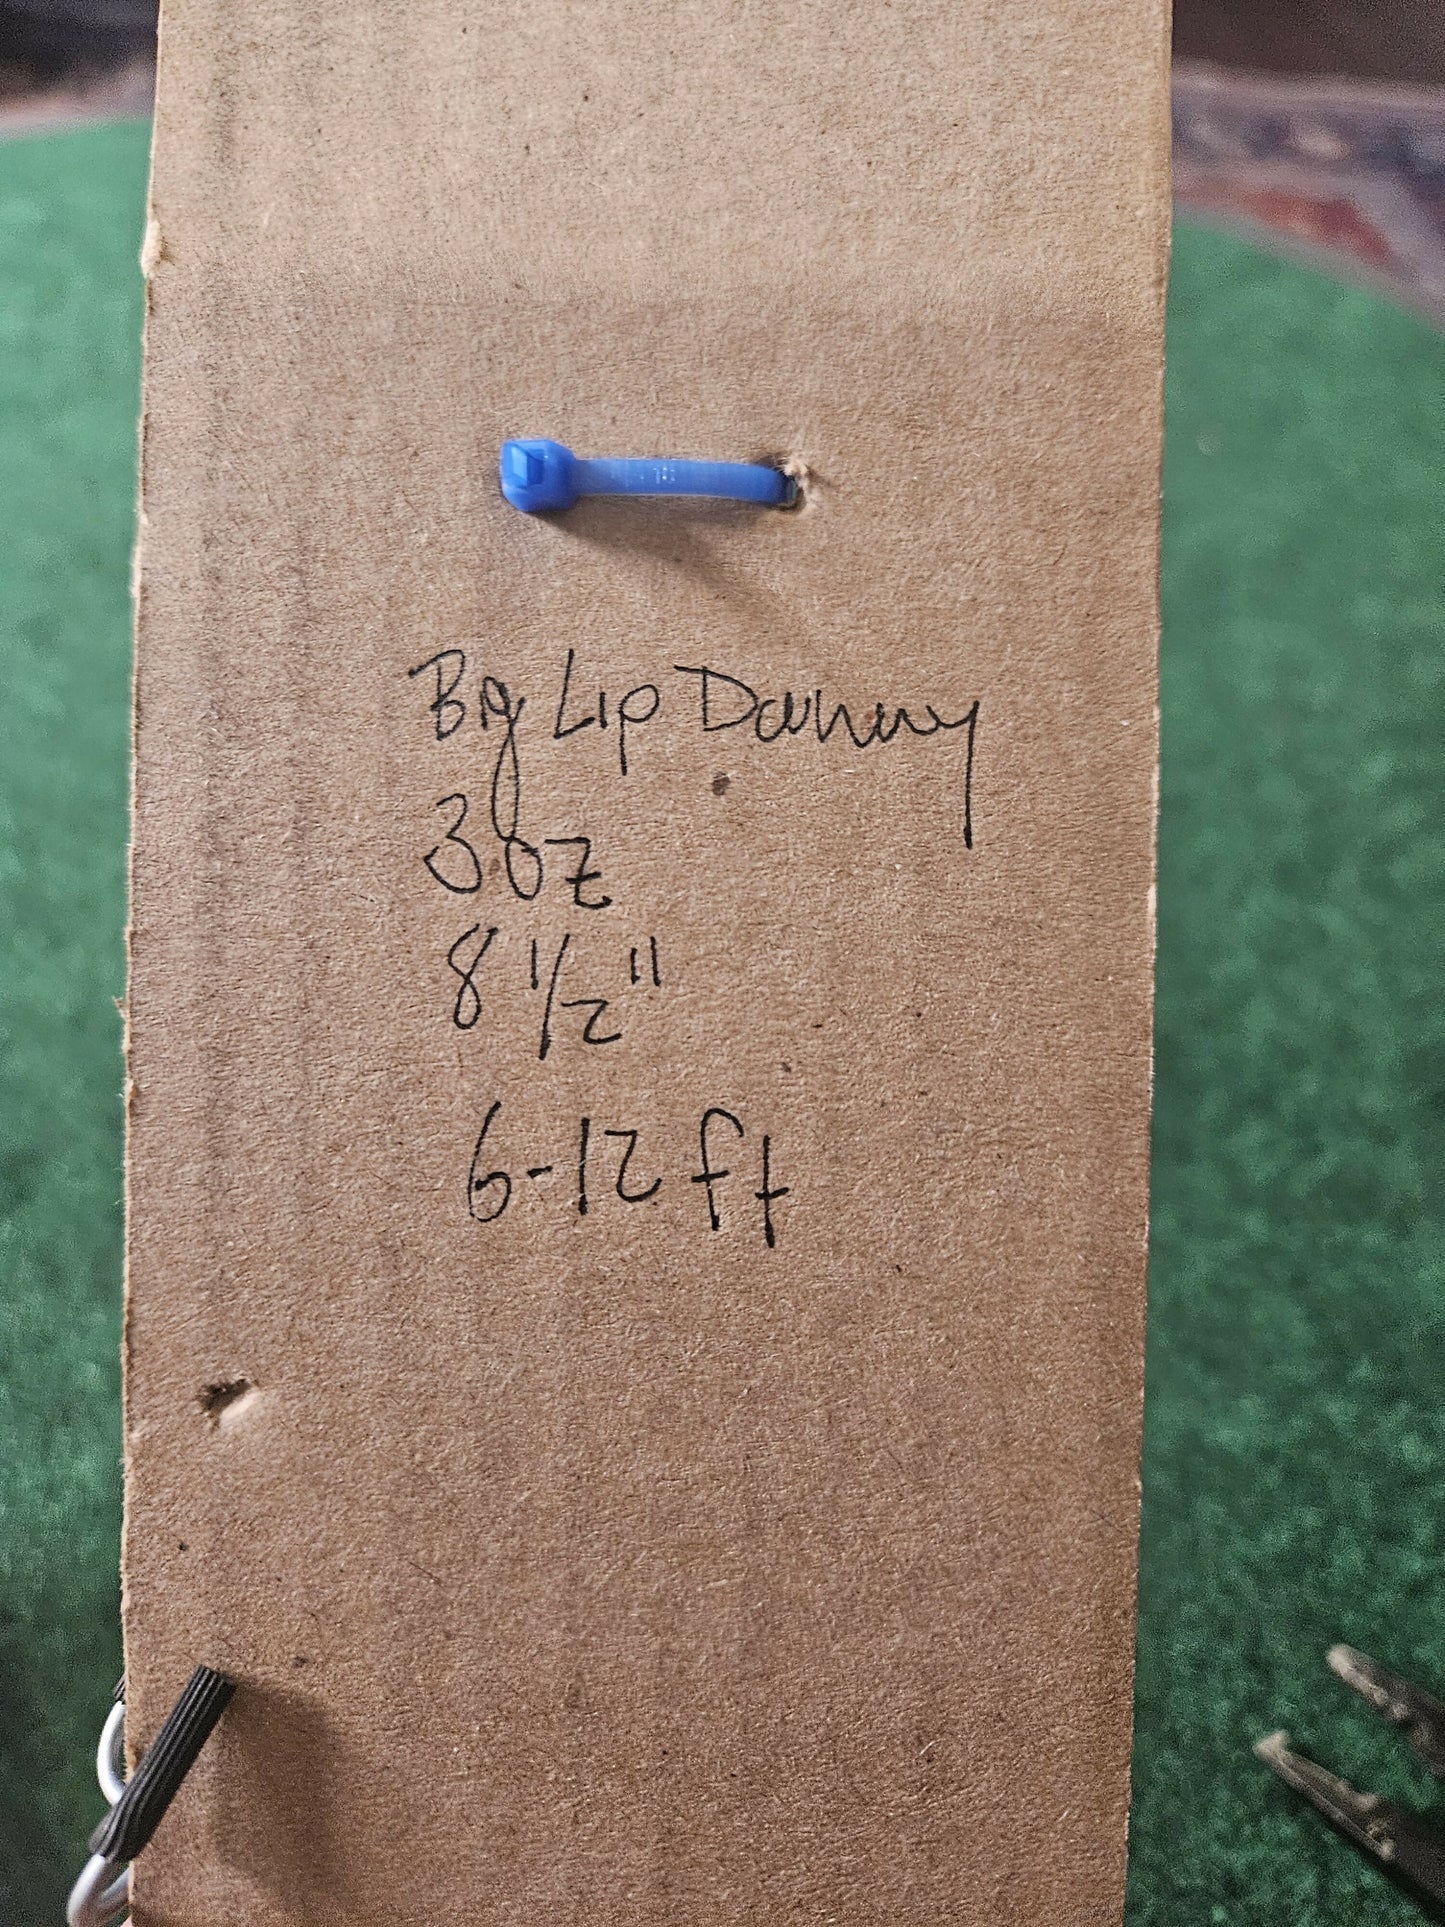 Big Lip Danny
3oz
8 1/2"
6-12 ft